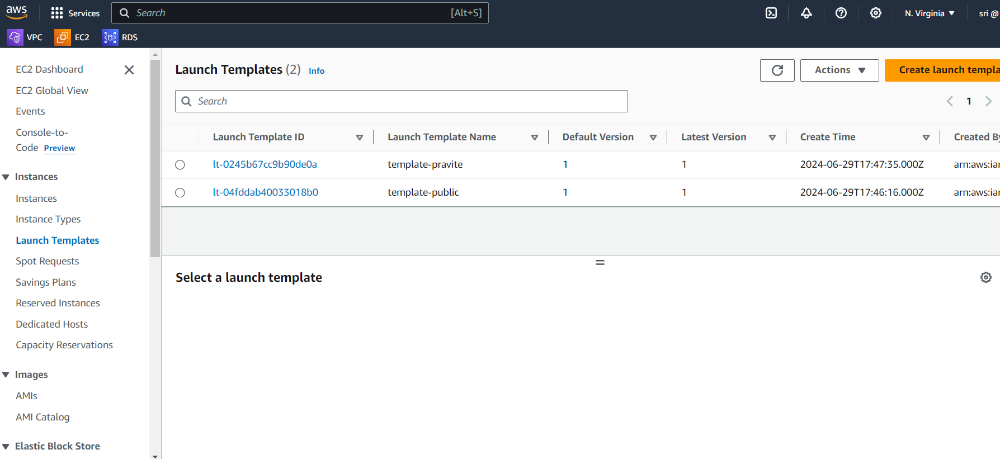 aws Services Search [Alt+S] N. Virginia sri @
VPC EC2 RDS
EC2 Dashboard
EC2 Global View
Events
Console-to-
Code Preview
Instances
Instances
Instance Types
Launch Templates
Spot Requests
Savings Plans
Reserved Instances
Dedicated Hosts
Capacity Reservations
Images
AMIs
AMI Catalog
Elastic Block Store
Launch Templates (2) Info Actions Create launch templa
Search 1
Launch Template ID Launch Template Name Default Version Latest Version Create Time Created By
lt-0245b67cc9b90de0a template-pravite 1 1 2024-06-29T17:47:35.000Z arn:aws:iam
lt-04fddab40033018b0 template-public 1 1 2024-06-29T17:46:16.000Z arn:aws:iam
Select a launch template